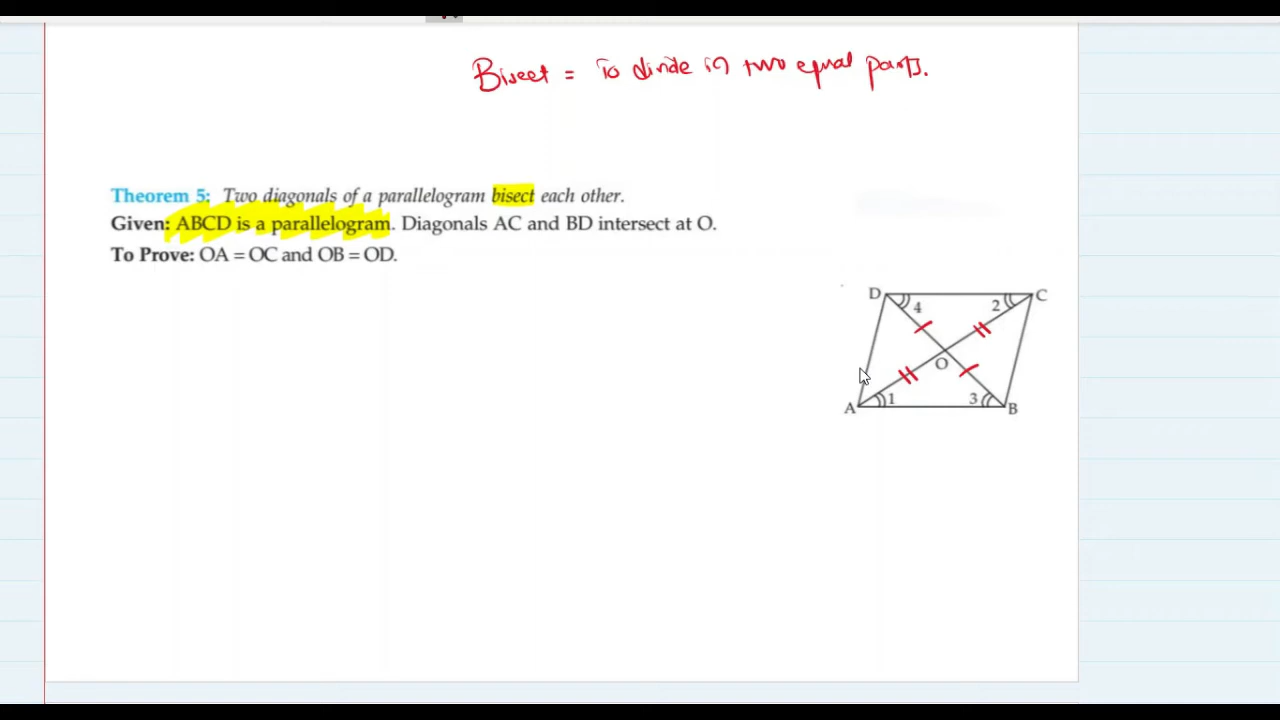 Bisect = To divide in two equal parts.
Theorem 5: Two diagonals of a parallelogram bisect each other.
Given: ABCD is a parallelogram. Diagonals AC and BD intersect at O.
To Prove: OA = OC and OB = OD.
D 4 2 C
O
A 1 3 B